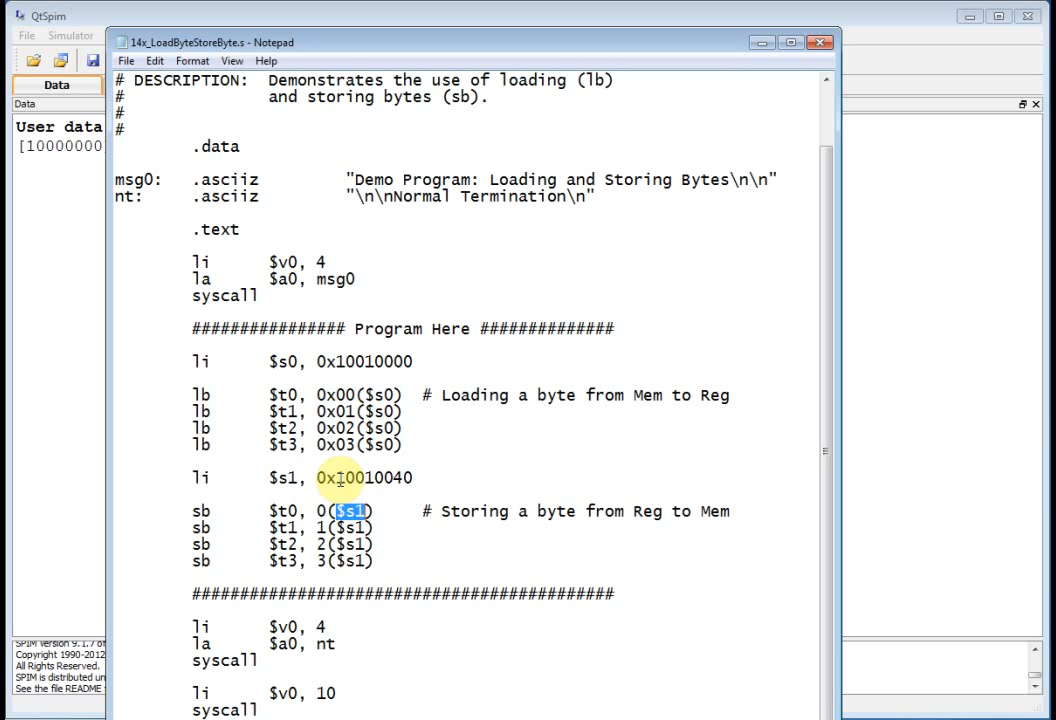 QtSpim
File Simulator
14x_LoadByteStoreByte.s - Notepad
File Edit Format View Help
Data
Data
User data
[10000000
# DESCRIPTION: Demonstrates the use of loading (lb)
# and storing bytes (sb).
#
#
.data
msg0: .asciiz "Demo Program: Loading and Storing Bytes\n\n"
nt: .asciiz "\n\nNormal Termination\n"
.text
li $v0, 4
la $a0, msg0
syscall
################ Program Here ##############
li $s0, 0x10010000
lb $t0, 0x00($s0) # Loading a byte from Mem to Reg
lb $t1, 0x01($s0)
lb $t2, 0x02($s0)
lb $t3, 0x03($s0)
li $s1, 0x10010040
sb $t0, 0($s1) # Storing a byte from Reg to Mem
sb $t1, 1($s1)
sb $t2, 2($s1)
sb $t3, 3($s1)
############################################
li $v0, 4
la $a0, nt
syscall
li $v0, 10
syscall
SPIM Version 9.1.7 of
Copyright 1990-2012
All Rights Reserved.
SPIM is distributed un
See the file README